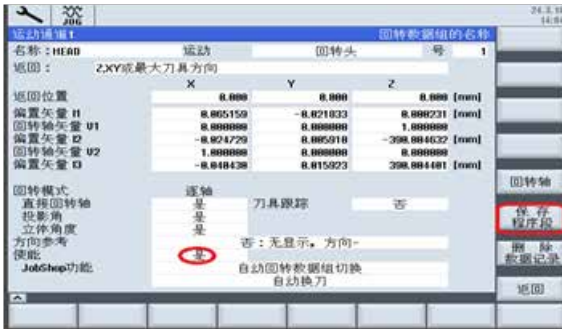 JOG
24.3.1
14:04
运动通道1 回转数据组的名称
名称：HEAD 运动 回转头 号 1
返回： Z,XY或最大刀具方向
X Y Z
返回位置 0.000 0.000 0.000 [mm]
偏置矢量 I1 0.065159 -0.021033 0.000231 [mm]
回转轴矢量 V1 0.000000 0.000000 1.000000
偏置矢量 I2 -0.024729 0.005910 -398.004632 [mm]
回转轴矢量 V2 1.000000 0.000000 0.000000
偏置矢量 I3 -0.040430 0.015923 398.004401 [mm]
回转模式 逐轴
直接回转轴 是 刀具跟踪 否
投影角 是
立体角度 是
方向参考 否：无显示，方向-
使能 是
JobShop功能 自动回转数据组切换
自动换刀
回转轴
保 存
程序段
删 除
数据记录
返回